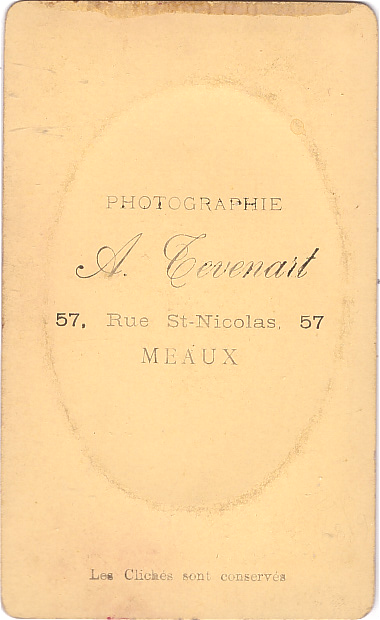 PHOTOGRAPHIE
A. Tevenart
57, Rue St-Nicolas, 57
MEAUX
Les Clichés sont conservés